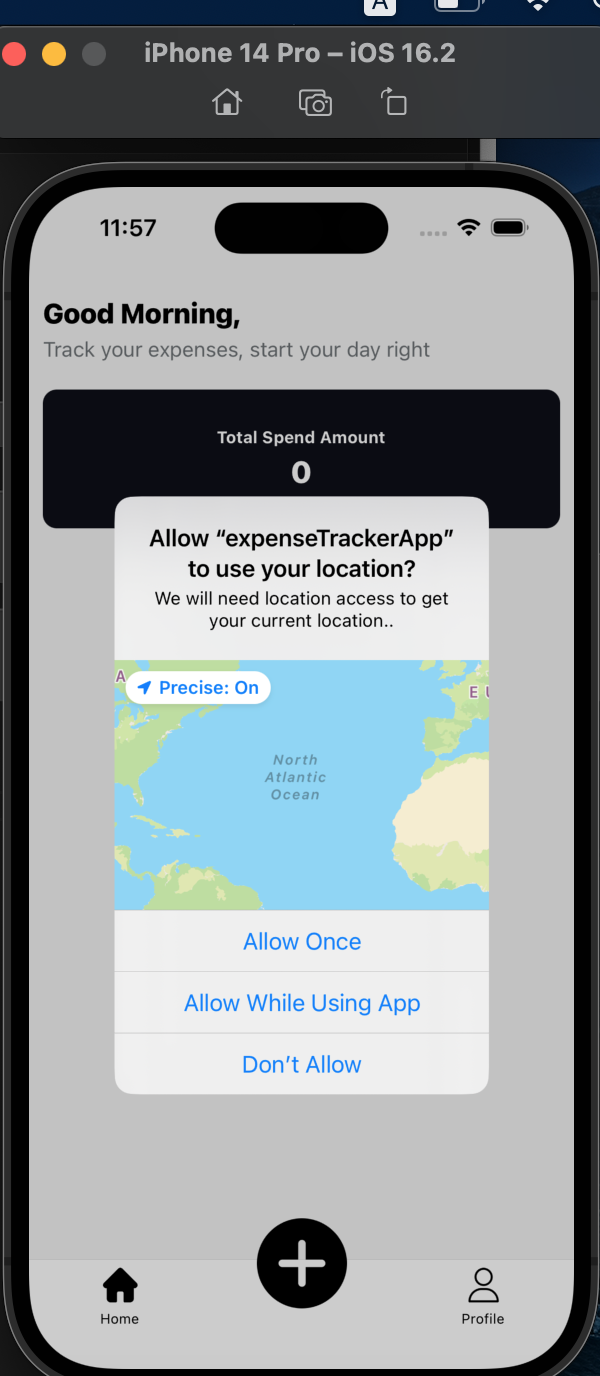 A
iPhone 14 Pro – iOS 16.2
11:57
Good Morning,
Track your expenses, start your day right
Total Spend Amount
0
Allow “expenseTrackerApp”
to use your location?
We will need location access to get
your current location..
A
Precise: On
E U
North
Atlantic
Ocean
Allow Once
Allow While Using App
Don’t Allow
Home
Profile